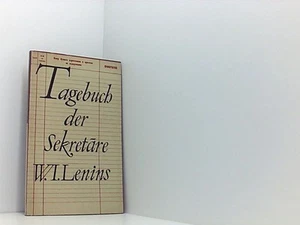 Tagebuch
der
Sekretäre
W.I.Lenins